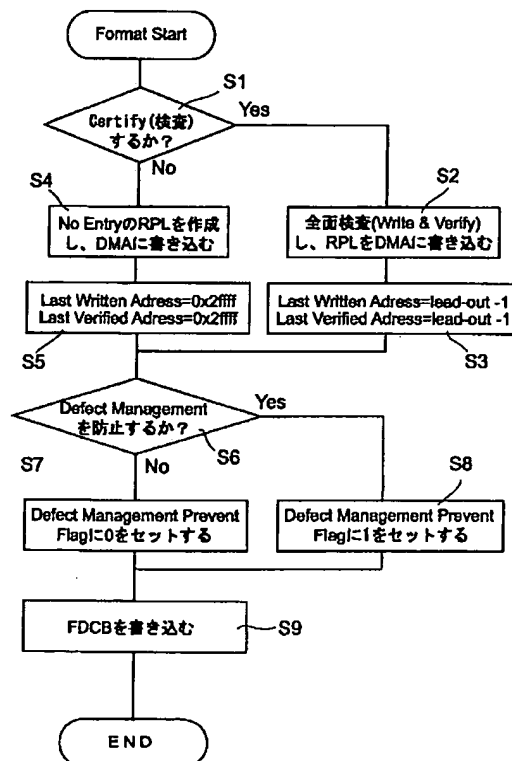 Format Start
S1
Certify(検査)
するか?
Yes
No
S4
S2
No EntryのRPLを作成
し、DMAに書き込む
全面検査(Write & Verify)
し、RPLをDMAに書き込む
Last Written Adress=0x2ffff
Last Verified Adress=0x2ffff
Last Written Adress=lead-out -1
Last Verified Adress=lead-out -1
S5
S3
Defect Management
を防止するか?
Yes
S6
S7
No
S8
Defect Management Prevent
Flagに0をセットする
Defect Management Prevent
Flagに1をセットする
FDCBを書き込む
S9
END